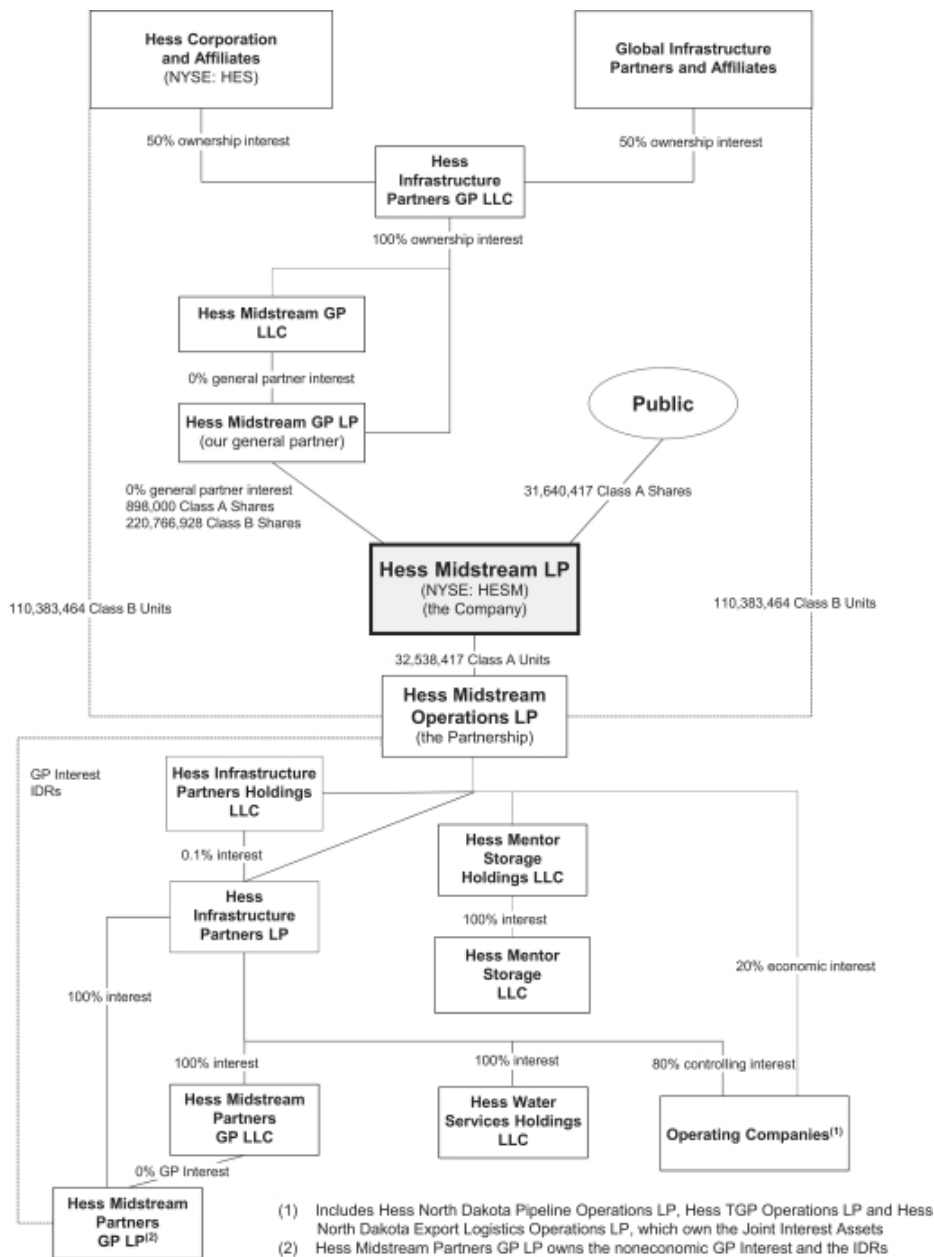 Hess Corporation
and Affiliates
(NYSE: HES)
Global Infrastructure
Partners and Affiliates
50% ownership interest
50% ownership interest
Hess
Infrastructure
Partners GP LLC
100% ownership interest
Hess Midstream GP
LLC
0% general partner interest
Hess Midstream GP LP
(our general partner)
Public
0% general partner interest
898,000 Class A Shares
220,766,928 Class B Shares
31,640,417 Class A Shares
Hess Midstream LP
(NYSE: HESM)
(the Company)
110,383,464 Class B Units
110,383,464 Class B Units
32,538,417 Class A Units
Hess Midstream
Operations LP
(the Partnership)
GP Interest
IDRs
Hess Infrastructure
Partners Holdings
LLC
0.1% interest
Hess Mentor
Storage
Holdings LLC
Hess
Infrastructure
Partners LP
100% interest
Hess Mentor
Storage
LLC
20% economic interest
100% interest
100% interest
100% interest
80% controlling interest
Hess Midstream
Partners
GP LLC
Hess Water
Services Holdings
LLC
Operating Companies(1)
0% GP Interest
Hess Midstream
Partners
GP LP(2)
(1) Includes Hess North Dakota Pipeline Operations LP, Hess TGP Operations LP and Hess
North Dakota Export Logistics Operations LP, which own the Joint Interest Assets
(2) Hess Midstream Partners GP LP owns the noneconomic GP Interest and the IDRs